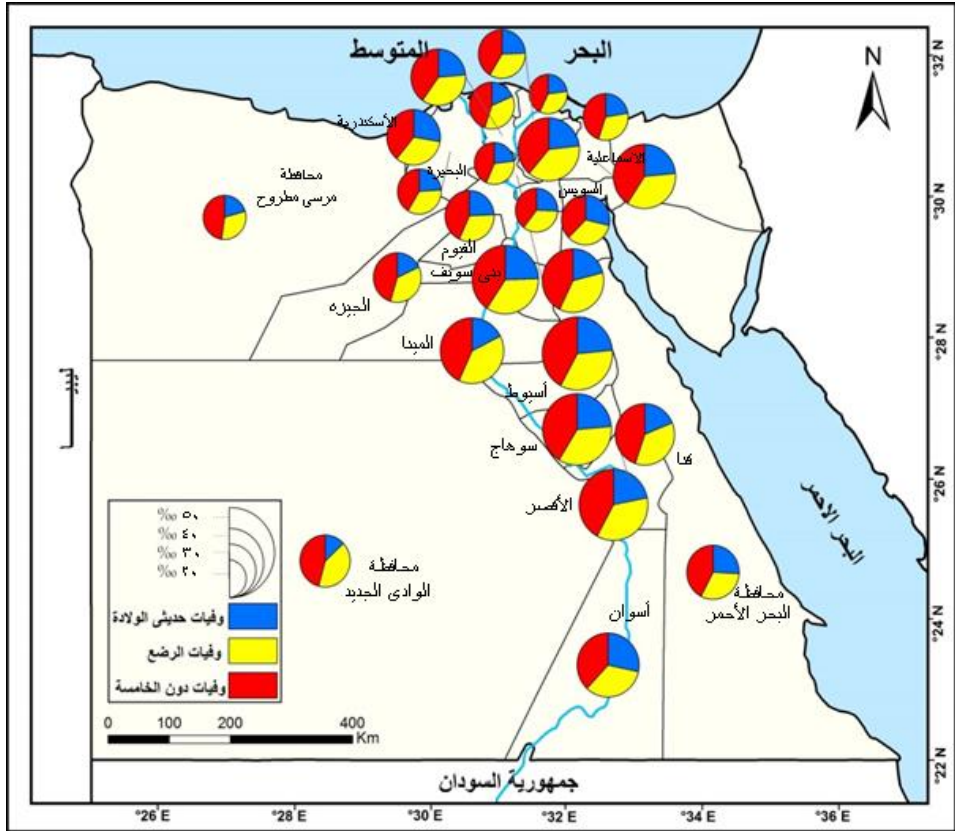 البحر المتوسط
N
الأسكندرية
الاسماعلية
البحيرة
السويس
محافظة
مرسى مطروح
الفيوم
بنى سويف
الجيزه
المنيا
ليبيا
أسيوط
سوهاج
قنا
الأقصر
البحر الاحمر
محافظة
الوادى الجديد
محافظة
البحر الأحمر
أسوان
٥٠ ‰
٤٠ ‰
٣٠ ‰
٢٠ ‰
وفيات حديثى الولادة
وفيات الرضع
وفيات دون الخامسة
0 100 200 400
Km
جمهورية السودان
°32 N
°30 N
°28 N
°26 N
°24 N
°22 N
°26 E
°28 E
°30 E
°32 E
°34 E
°36 E